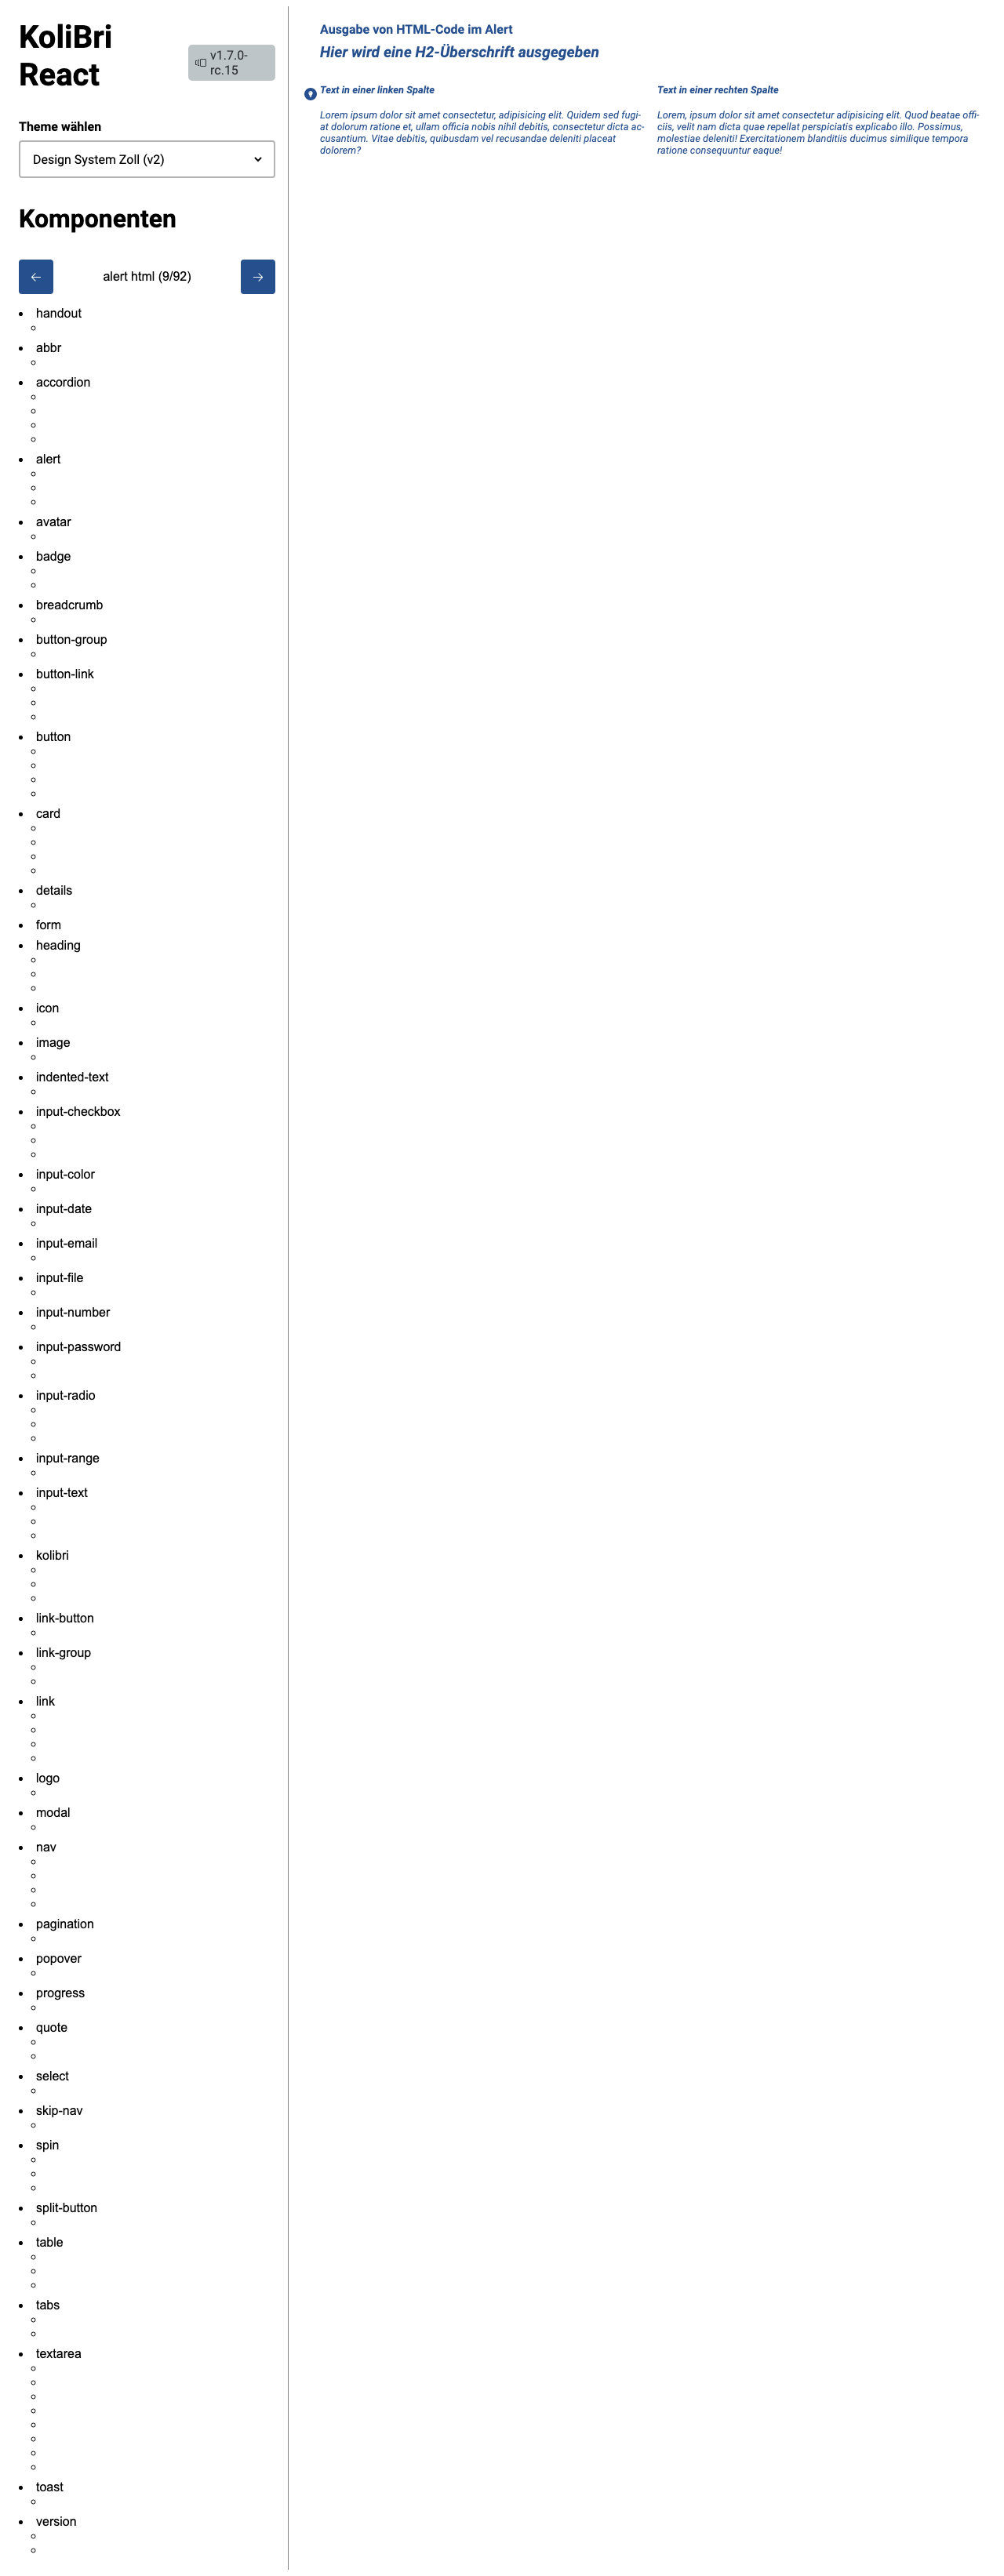 KoliBri
React
v1.7.0-
rc.15
Theme wählen
Design System Zoll (v2)
Komponenten
alert html (9/92)
handout
abbr
accordion
alert
avatar
badge
breadcrumb
button-group
button-link
button
card
details
form
heading
icon
image
indented-text
input-checkbox
input-color
input-date
input-email
input-file
input-number
input-password
input-radio
input-range
input-text
kolibri
link-button
link-group
link
logo
modal
nav
pagination
popover
progress
quote
select
skip-nav
spin
split-button
table
tabs
textarea
toast
version
Ausgabe von HTML-Code im Alert
Hier wird eine H2-Überschrift ausgegeben
Text in einer linken Spalte
Lorem ipsum dolor sit amet consectetur, adipisicing elit. Quidem sed fugi-
at dolorum ratione et, ullam officia nobis nihil debitis, consectetur dicta ac-
cusantium. Vitae debitis, quibusdam vel recusandae deleniti placeat
dolorem?
Text in einer rechten Spalte
Lorem, ipsum dolor sit amet consectetur adipisicing elit. Quod beatae offi-
ciis, velit nam dicta quae repellat perspiciatis explicabo illo. Possimus,
molestiae deleniti! Exercitationem blanditiis ducimus similique tempora
ratione consequuntur eaque!